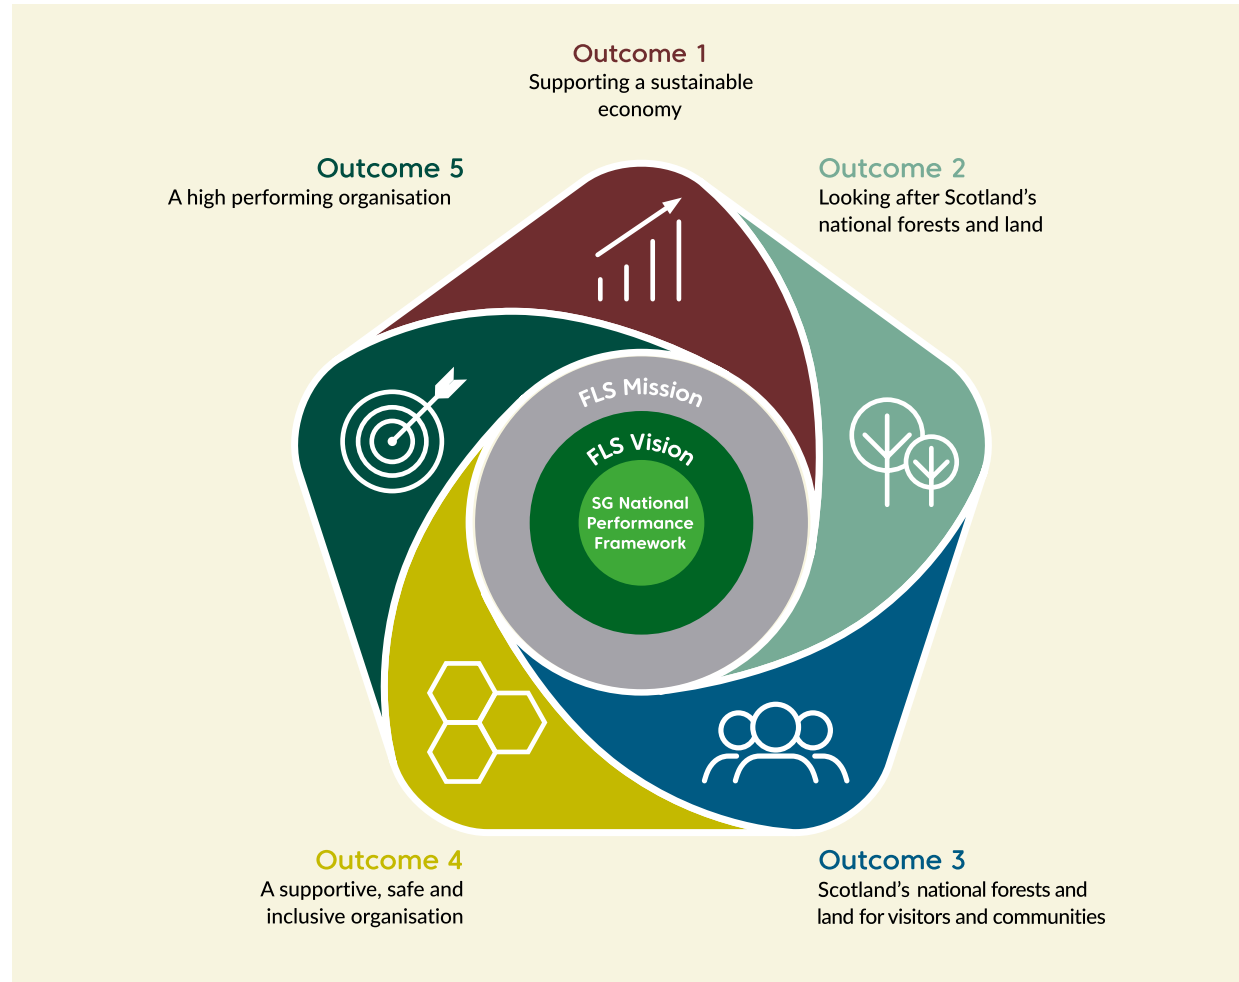 Outcome 1
Supporting a sustainable
economy
Outcome 5
A high performing organisation
Outcome 2
Looking after Scotland’s
national forests and land
FLS Mission
FLS Vision
SG National
Performance
Framework
Outcome 4
A supportive, safe and
inclusive organisation
Outcome 3
Scotland’s national forests and
land for visitors and communities